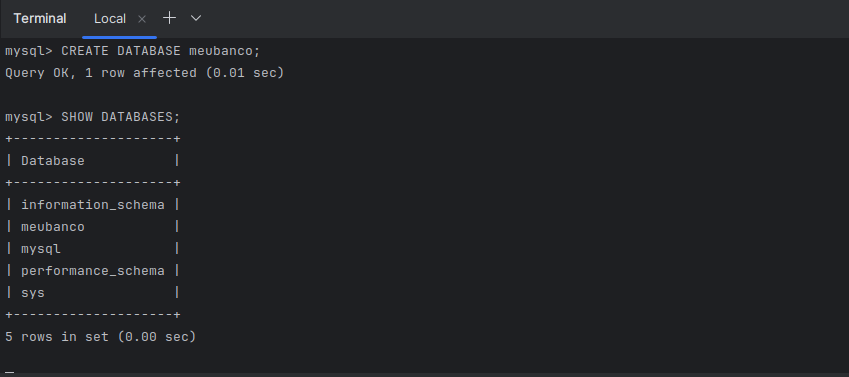 Terminal Local × +
mysql> CREATE DATABASE meubanco;
Query OK, 1 row affected (0.01 sec)
mysql> SHOW DATABASES;
+--------------------+
| Database           |
+--------------------+
| information_schema |
| meubanco           |
| mysql              |
| performance_schema |
| sys                |
+--------------------+
5 rows in set (0.00 sec)